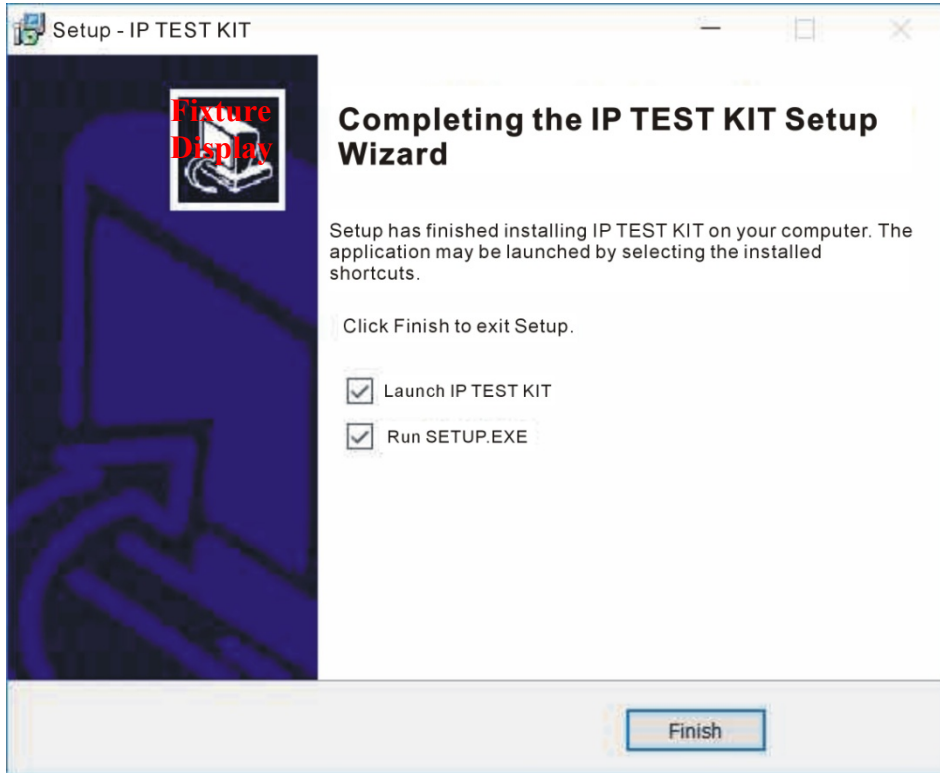 Setup - IP TEST KIT
Fixture
Display
Completing the IP TEST KIT Setup
Wizard
Setup has finished installing IP TEST KIT on your computer. The
application may be launched by selecting the installed
shortcuts.
Click Finish to exit Setup.
Launch IP TEST KIT
Run SETUP.EXE
Finish